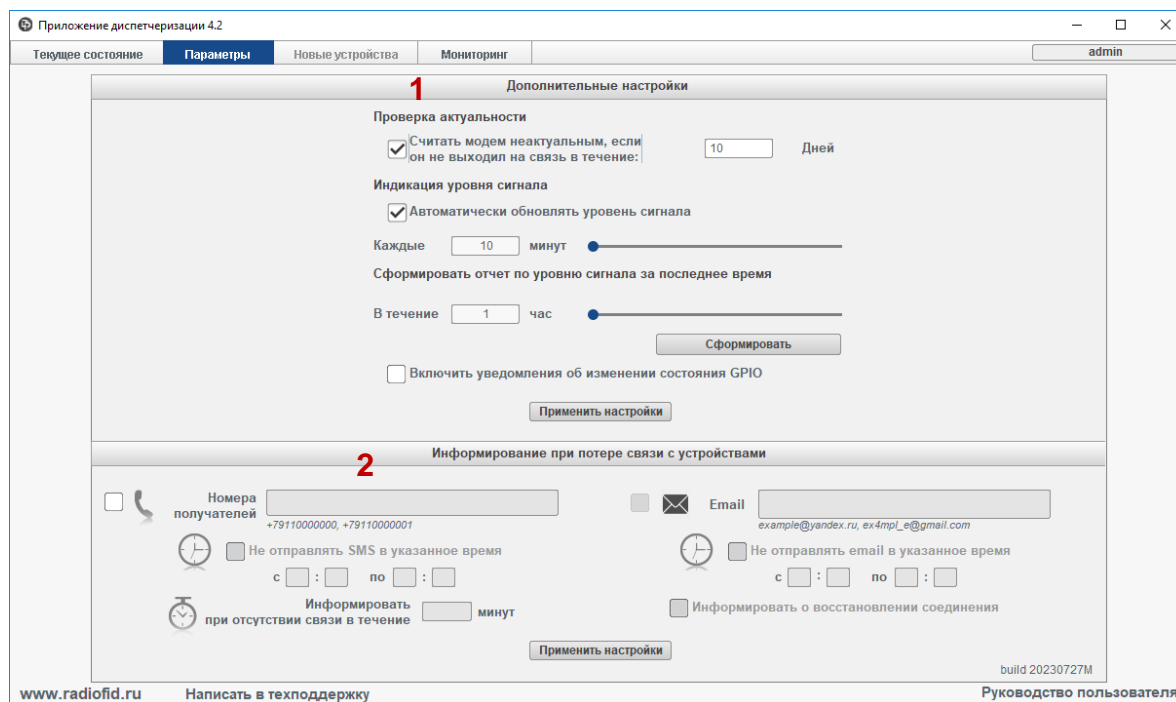 Приложение диспетчеризации 4.2
Текущее состояние
Параметры
Новые устройства
Мониторинг
admin
1
Дополнительные настройки
Проверка актуальности
Считать модем неактуальным, если
он не выходил на связь в течение:
10
Дней
Индикация уровня сигнала
Автоматически обновлять уровень сигнала
Каждые 10 минут
Сформировать отчет по уровню сигнала за последнее время
В течение 1 час
Сформировать
Включить уведомления об изменении состояния GPIO
Применить настройки
2
Информирование при потере связи с устройствами
Номера
получателей
+79110000000, +79110000001
Email
example@yandex.ru, ex4mpl_e@gmail.com
Не отправлять SMS в указанное время
с : по :
Не отправлять email в указанное время
с : по :
Информировать
при отсутствии связи в течение
минут
Информировать о восстановлении соединения
Применить настройки
build 20230727M
www.radiofid.ru
Написать в техподдержку
Руководство пользователя